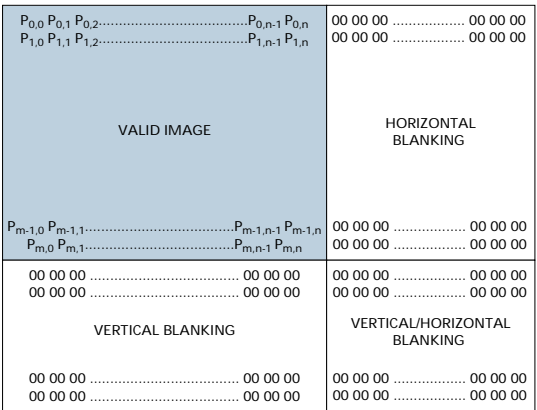 P0,0 P0,1 P0,2.....................................P0,n-1 P0,n
P1,0 P1,1 P1,2.....................................P1,n-1 P1,n
VALID IMAGE
Pm-1,0 Pm-1,1.....................................Pm-1,n-1 Pm-1,n
Pm,0 Pm,1.....................................Pm,n-1 Pm,n
00 00 00 ................. 00 00 00
00 00 00 ................. 00 00 00
HORIZONTAL
BLANKING
00 00 00 ................. 00 00 00
00 00 00 ................. 00 00 00
00 00 00 ..................................... 00 00 00
00 00 00 ..................................... 00 00 00
VERTICAL BLANKING
00 00 00 ..................................... 00 00 00
00 00 00 ..................................... 00 00 00
00 00 00 ................. 00 00 00
00 00 00 ................. 00 00 00
VERTICAL/HORIZONTAL
BLANKING
00 00 00 ................. 00 00 00
00 00 00 ................. 00 00 00